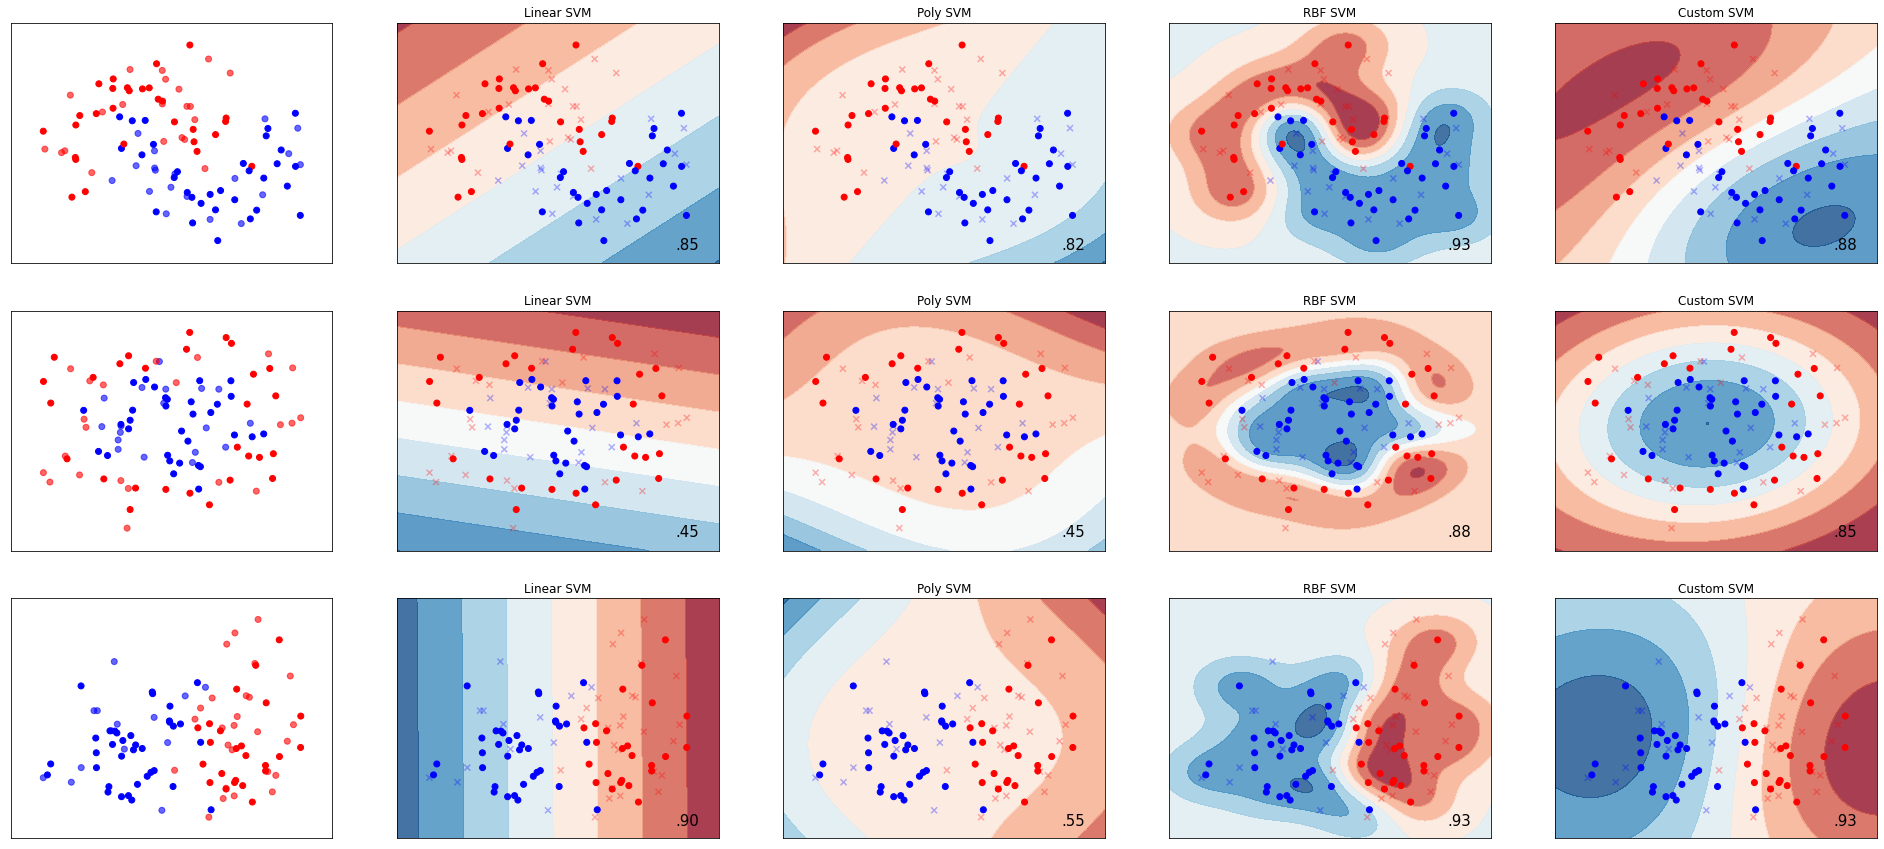 Linear SVM
Poly SVM
RBF SVM
Custom SVM
.85
.82
.93
.88
Linear SVM
Poly SVM
RBF SVM
Custom SVM
.45
.45
.88
.85
Linear SVM
Poly SVM
RBF SVM
Custom SVM
.90
.55
.93
.93